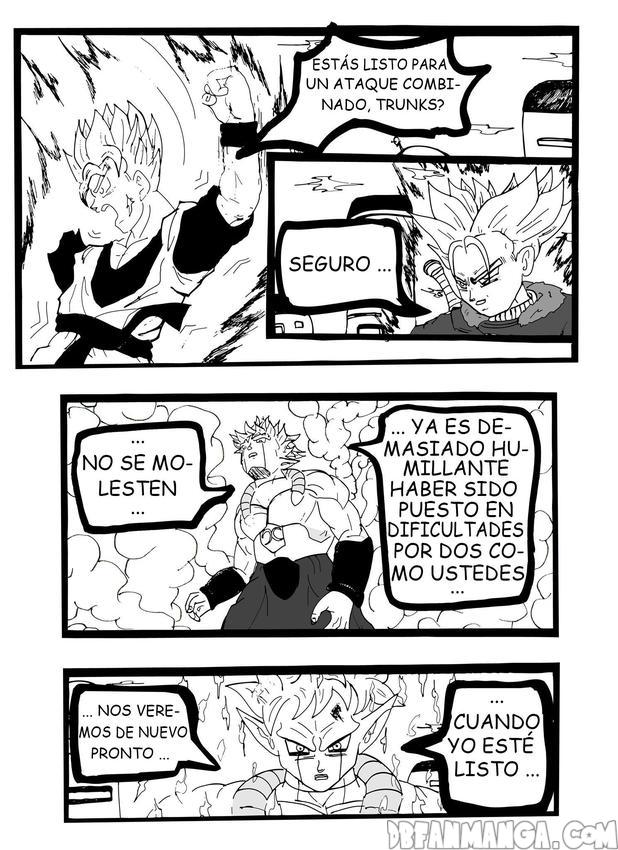 ESTÁS LISTO PARA
UN ATAQUE COMBI-
NADO, TRUNKS?
SEGURO ...
...
NO SE MO-
LESTEN
...
... YA ES DE-
MASIADO HU-
MILLANTE
HABER SIDO
PUESTO EN
DIFICULTADES
POR DOS CO-
MO USTEDES
...
... NOS VERE-
MOS DE NUEVO
PRONTO ...
...
CUANDO
YO ESTÉ
LISTO ...
DBFANMANGA.COM